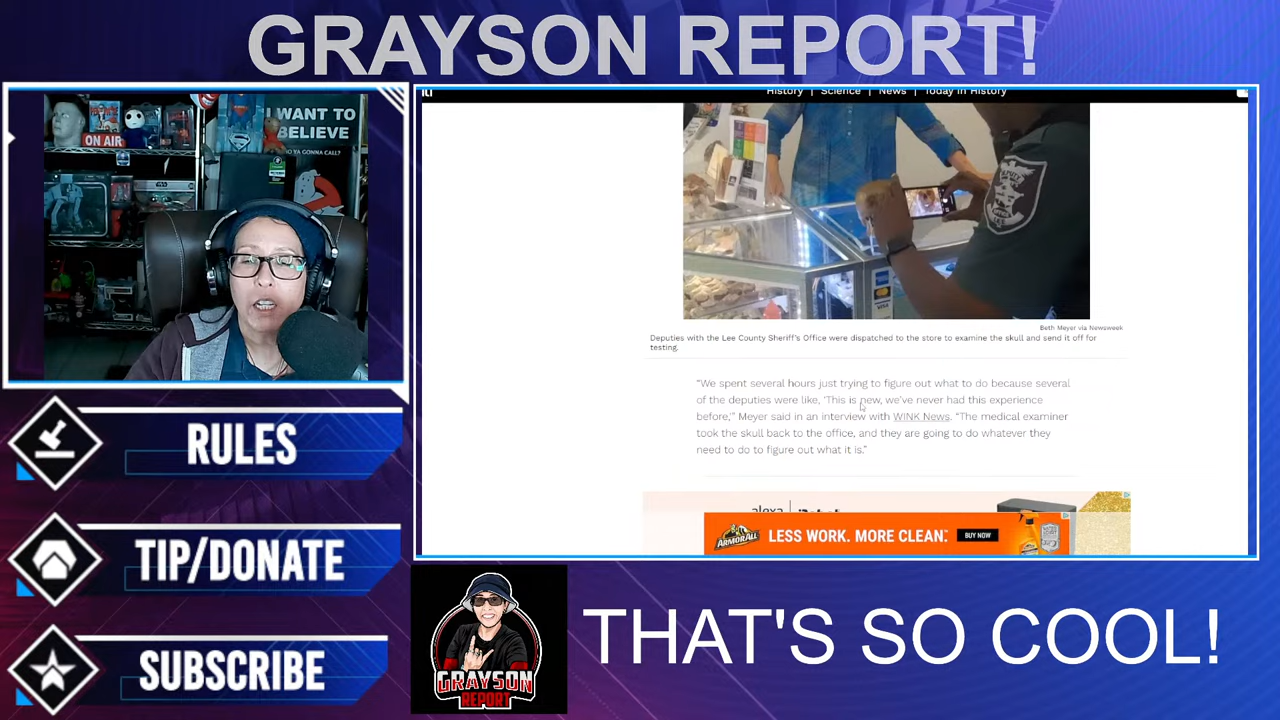 GRAYSON REPORT!
I WANT TO
BELIEVE
YA GONNA CALL?
ON AIR
History | Science | News | Today in History
Beth Meyer via Newsweek
Deputies with the Lee County Sheriff's Office were dispatched to the store to examine the skull and send it off for
testing.
“We spent several hours just trying to figure out what to do because several
of the deputies were like, ‘This is new, we’ve never had this experience
before,’” Meyer said in an interview with WINK News. “The medical examiner
took the skull back to the office, and they are going to do whatever they
need to do to figure out what it is.”
alexa
ARMORALL
LESS WORK. MORE CLEAN.
BUY NOW
RULES
TIP/DONATE
SUBSCRIBE
GRAYSON
REPORT
THAT'S SO COOL!